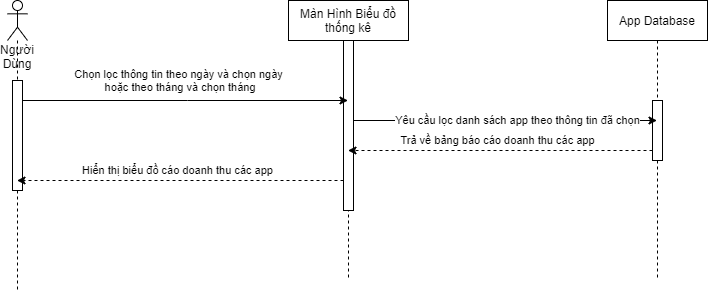 Màn Hình Biểu đồ
thống kê
App Database
Người
Dùng
Chọn lọc thông tin theo ngày và chọn ngày
hoặc theo tháng và chọn tháng
Yêu cầu lọc danh sách app theo thông tin đã chọn
Trả về bảng báo cáo doanh thu các app
Hiển thị biểu đồ cáo doanh thu các app